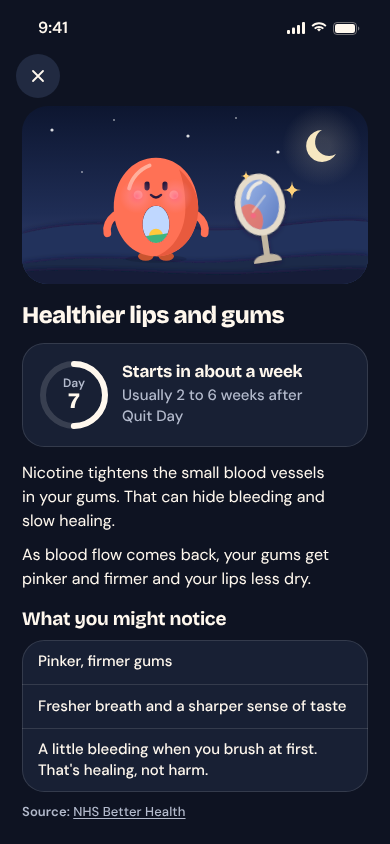 9:41
Healthier lips and gums
Day
7
Starts in about a week
Usually 2 to 6 weeks after
Quit Day
Nicotine tightens the small blood vessels
in your gums. That can hide bleeding and
slow healing.
As blood flow comes back, your gums get
pinker and firmer and your lips less dry.
What you might notice
Pinker, firmer gums
Fresher breath and a sharper sense of taste
A little bleeding when you brush at first.
That's healing, not harm.
Source: NHS Better Health